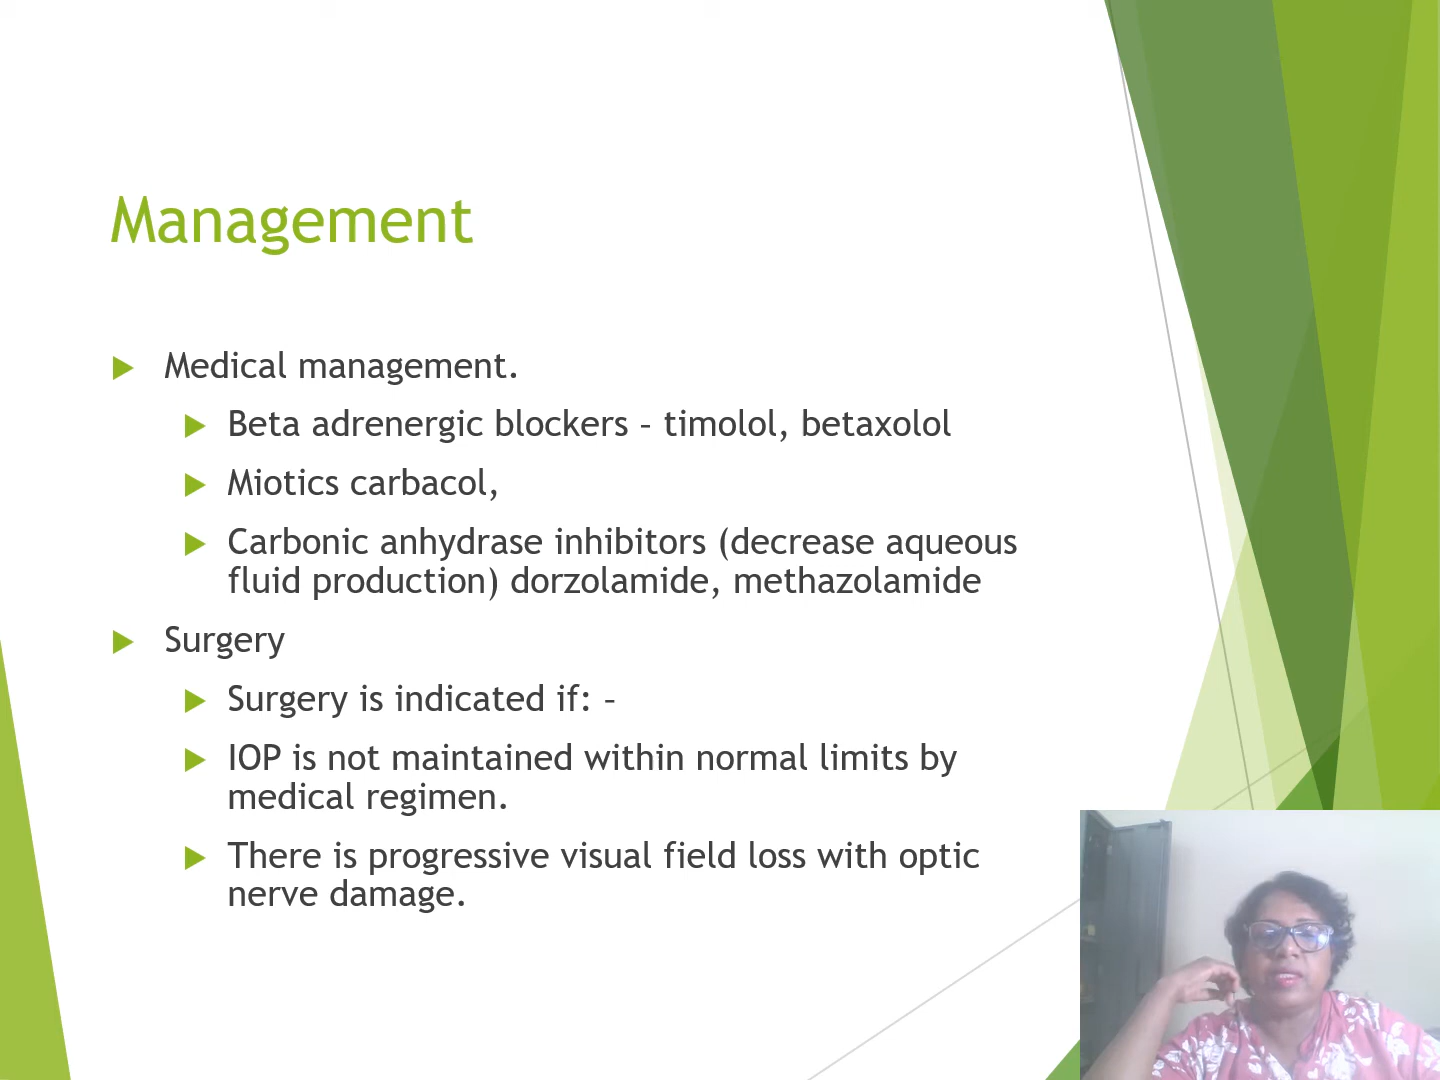 Management
Medical management.
Beta adrenergic blockers – timolol, betaxolol
Miotics carbacol,
Carbonic anhydrase inhibitors (decrease aqueous
fluid production) dorzolamide, methazolamide
Surgery
Surgery is indicated if: –
IOP is not maintained within normal limits by
medical regimen.
There is progressive visual field loss with optic
nerve damage.